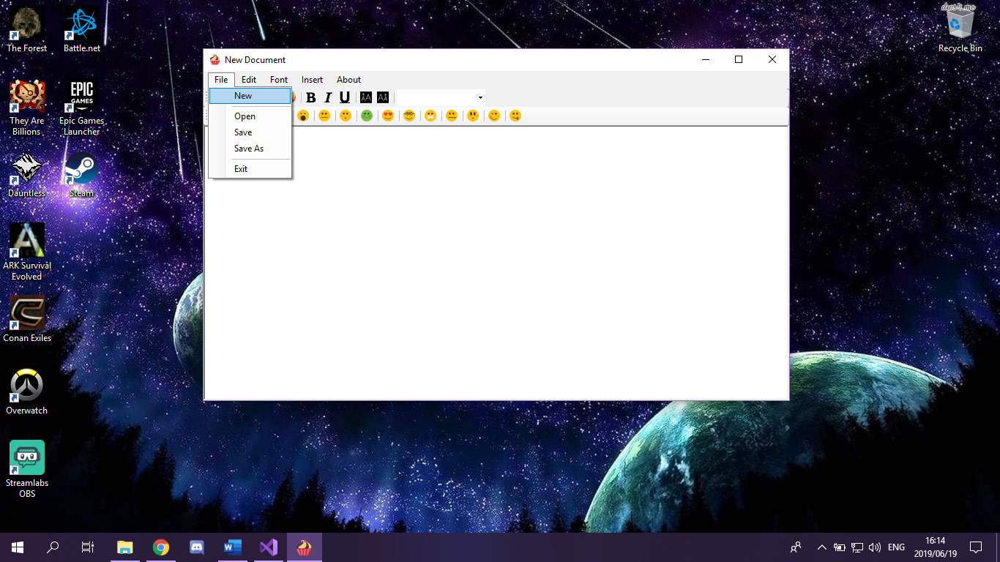 The Forest
Battle.net
They Are
Billions
EPIC
GAMES
Epic Games
Launcher
Dauntless
Steam
ARK Survival
Evolved
Conan Exiles
Overwatch
Streamlabs
OBS
Recycle Bin
New Document
File Edit Font Insert About
New
Open
Save
Save As
Exit
B I U
ENG
16:14
2019/06/19